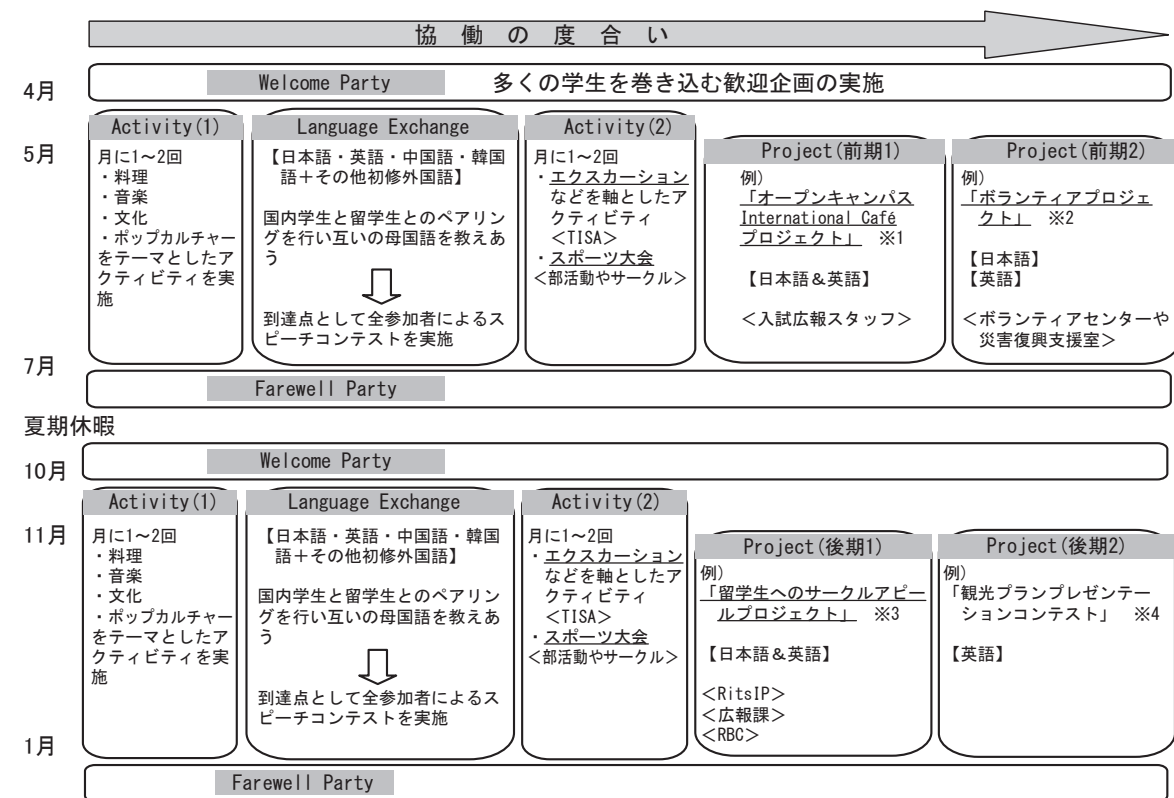 協働の度合い
4月
Welcome Party 多くの学生を巻き込む歓迎企画の実施
5月
Activity(1)
月に1～2回
・料理
・音楽
・文化
・ポップカルチャー
をテーマとしたア
クティビティを実
施
Language Exchange
【日本語・英語・中国語・韓国
語＋その他初修外国語】
国内学生と留学生とのペアリン
グを行い互いの母国語を教えあ
う
到達点として全参加者によるス
ピーチコンテストを実施
Activity(2)
月に1～2回
・エクスカーション
などを軸としたア
クティビティ
<TISA>
・スポーツ大会
<部活動やサークル>
Project(前期1)
例)
「オープンキャンパス
International Café
プロジェクト」 ※1
【日本語＆英語】
<入試広報スタッフ>
Project(前期2)
例)
「ボランティアプロジェ
クト」 ※2
【日本語】
【英語】
<ボランティアセンターや
災害復興支援室>
7月
Farewell Party
夏期休暇
10月
Welcome Party
11月
Activity(1)
月に1～2回
・料理
・音楽
・文化
・ポップカルチャー
をテーマとしたア
クティビティを実
施
Language Exchange
【日本語・英語・中国語・韓国
語＋その他初修外国語】
国内学生と留学生とのペアリン
グを行い互いの母国語を教えあ
う
到達点として全参加者によるス
ピーチコンテストを実施
Activity(2)
月に1～2回
・エクスカーション
などを軸としたア
クティビティ
<TISA>
・スポーツ大会
<部活動やサークル>
Project(後期1)
例)
「留学生へのサークルアピー
ルプロジェクト」 ※3
【日本語＆英語】
<RitsIP>
<広報課>
<RBC>
Project(後期2)
例)
「観光プランプレゼンテー
ションコンテスト」 ※4
【英語】
1月
Farewell Party